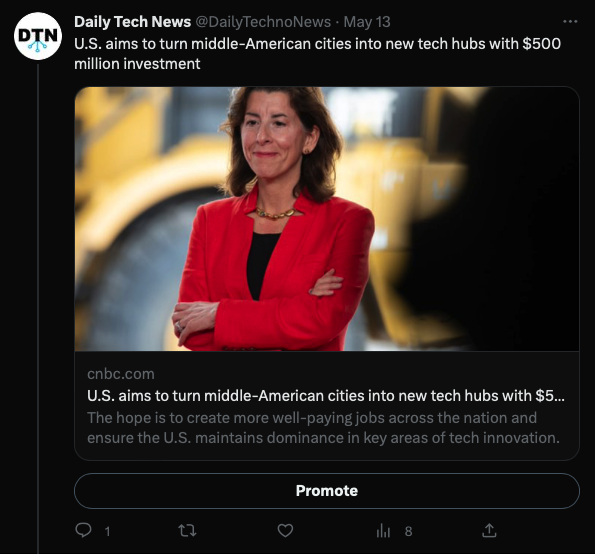 DTN
Daily Tech News @DailyTechnoNews · May 13
U.S. aims to turn middle-American cities into new tech hubs with $500
million investment
cnbc.com
U.S. aims to turn middle-American cities into new tech hubs with $5...
The hope is to create more well-paying jobs across the nation and
ensure the U.S. maintains dominance in key areas of tech innovation.
Promote
1 8